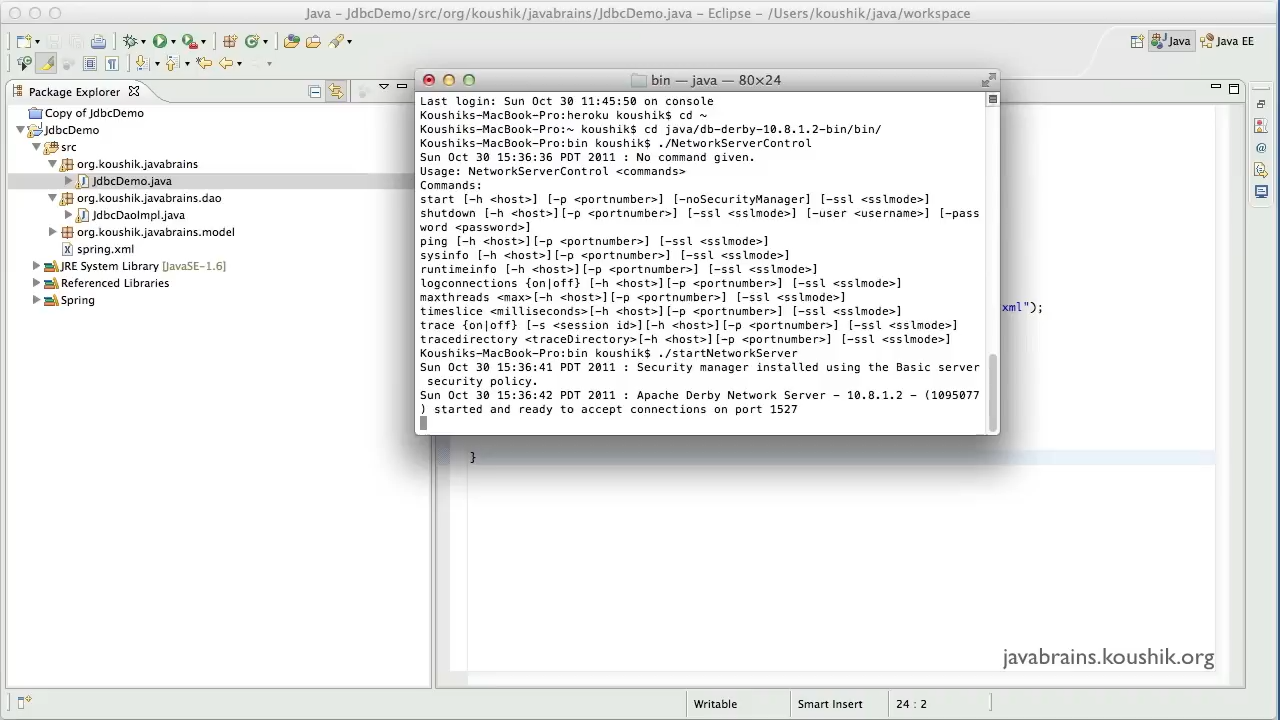 Java – JdbcDemo/src/org/koushik/javabrains/JdbcDemo.java – Eclipse – /Users/koushik/java/workspace
Java
Java EE
Package Explorer
Copy of JdbcDemo
JdbcDemo
src
org.koushik.javabrains
JdbcDemo.java
org.koushik.javabrains.dao
JdbcDaoImpl.java
org.koushik.javabrains.model
spring.xml
JRE System Library [JavaSE-1.6]
Referenced Libraries
Spring
bin — java — 80×24
Last login: Sun Oct 30 11:45:50 on console
Koushiks-MacBook-Pro:heroku koushik$ cd ~
Koushiks-MacBook-Pro:~ koushik$ cd java/db-derby-10.8.1.2-bin/bin/
Koushiks-MacBook-Pro:bin koushik$ ./NetworkServerControl
Sun Oct 30 15:36:36 PDT 2011 : No command given.
Usage: NetworkServerControl <commands>
Commands:
start [-h <host>] [-p <portnumber>] [-noSecurityManager] [-ssl <sslmode>]
shutdown [-h <host>][-p <portnumber>] [-ssl <sslmode>] [-user <username>] [-pass
word <password>]
ping [-h <host>][-p <portnumber>] [-ssl <sslmode>]
sysinfo [-h <host>][-p <portnumber>] [-ssl <sslmode>]
runtimeinfo [-h <host>][-p <portnumber>] [-ssl <sslmode>]
logconnections {on|off} [-h <host>][-p <portnumber>] [-ssl <sslmode>]
maxthreads <max>[-h <host>][-p <portnumber>] [-ssl <sslmode>]
timeslice <milliseconds>[-h <host>][-p <portnumber>] [-ssl <sslmode>]
trace {on|off} [-s <session id>][-h <host>][-p <portnumber>] [-ssl <sslmode>]
tracedirectory <traceDirectory>[-h <host>][-p <portnumber>] [-ssl <sslmode>]
Koushiks-MacBook-Pro:bin koushik$ ./startNetworkServer
Sun Oct 30 15:36:41 PDT 2011 : Security manager installed using the Basic server
security policy.
Sun Oct 30 15:36:42 PDT 2011 : Apache Derby Network Server - 10.8.1.2 - (1095077
) started and ready to accept connections on port 1527
xml");
}
javabrains.koushik.org
Writable
Smart Insert
24 : 2